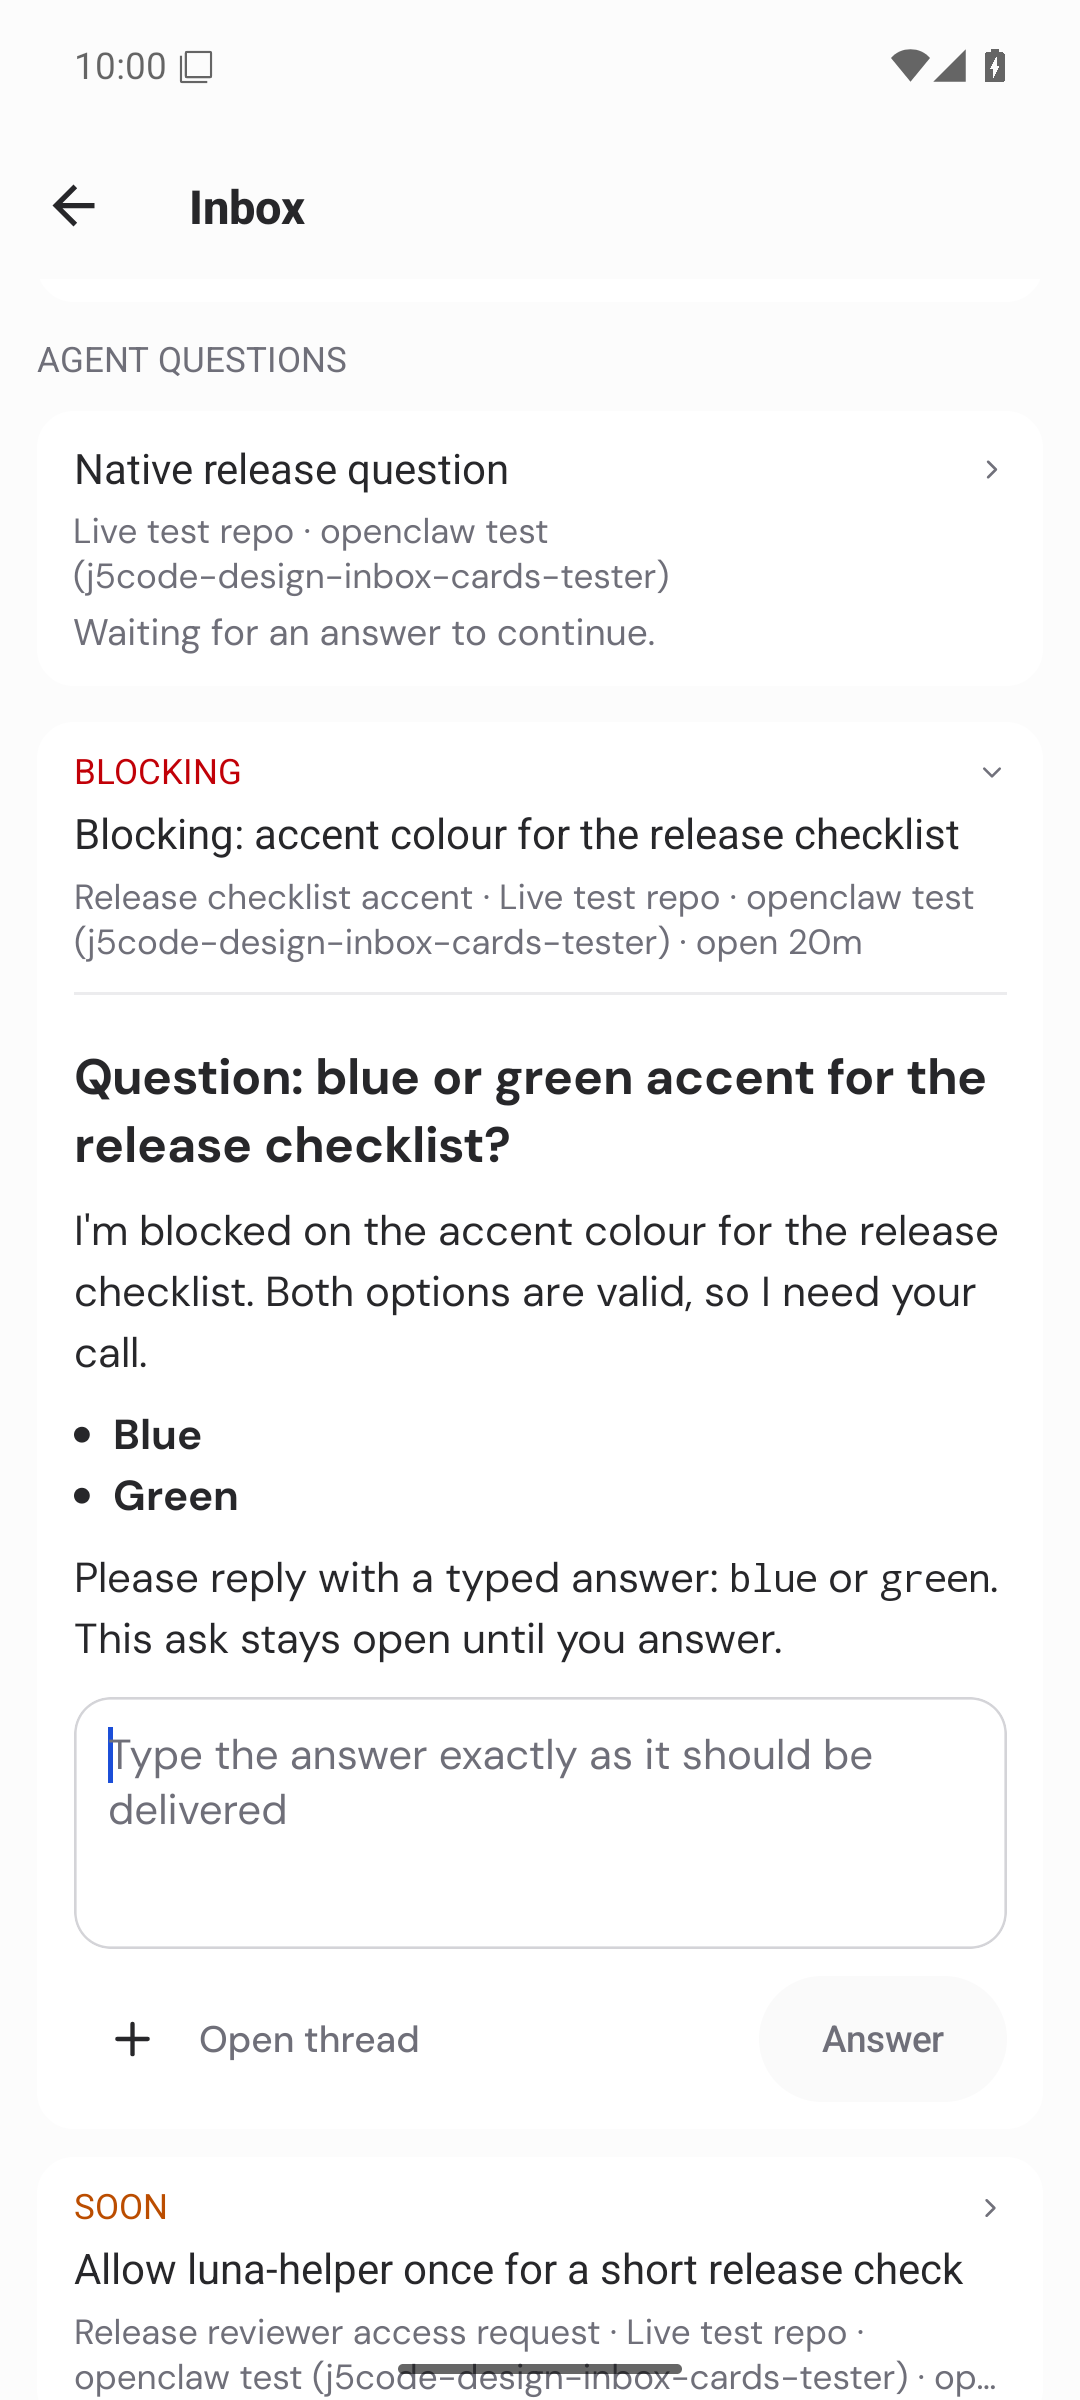 10:00
Inbox
AGENT QUESTIONS
Native release question
Live test repo · openclaw test
(j5code-design-inbox-cards-tester)
Waiting for an answer to continue.
BLOCKING
Blocking: accent colour for the release checklist
Release checklist accent · Live test repo · openclaw test
(j5code-design-inbox-cards-tester) · open 20m
Question: blue or green accent for the
release checklist?
I'm blocked on the accent colour for the release
checklist. Both options are valid, so I need your
call.
• Blue
• Green
Please reply with a typed answer: blue or green.
This ask stays open until you answer.
Type the answer exactly as it should be
delivered
Open thread
Answer
SOON
Allow luna-helper once for a short release check
Release reviewer access request · Live test repo ·
openclaw test (j5code-design-inbox-cards-tester) · op…